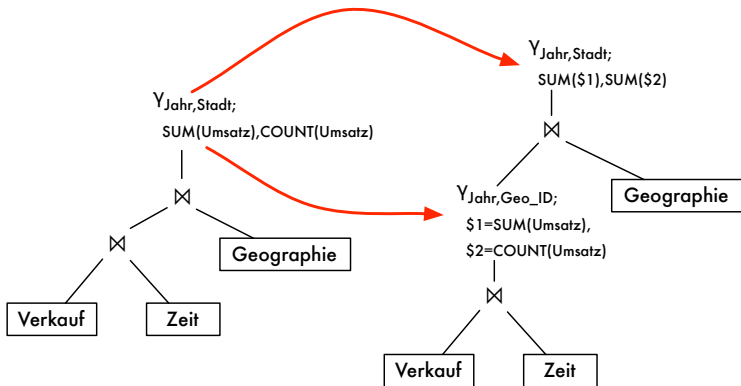 γJahr,Stadt;
SUM(Umsatz),COUNT(Umsatz)
⋈
⋈
Geographie
Verkauf
Zeit
γJahr,Stadt;
SUM($1),SUM($2)
⋈
γJahr,Geo_ID;
$1=SUM(Umsatz),
$2=COUNT(Umsatz)
Geographie
⋈
Verkauf
Zeit